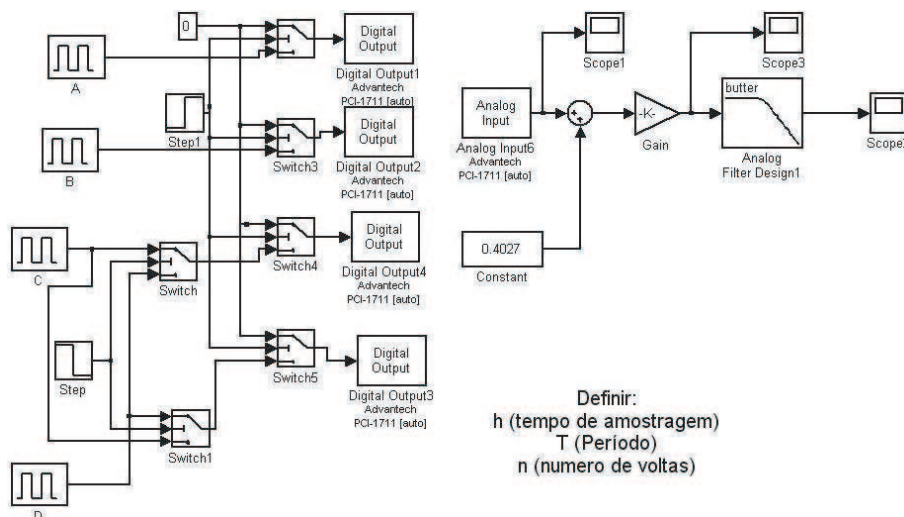 0
A
Step1
B
C
Step
D
Switch2
Switch3
Switch
Switch4
Switch1
Switch5
Digital
Output
Digital Output1
Advantech
PCI-1711 [auto]
Digital
Output
Digital Output2
Advantech
PCI-1711 [auto]
Digital
Output
Digital Output4
Advantech
PCI-1711 [auto]
Digital
Output
Digital Output3
Advantech
PCI-1711 [auto]
Scope1
Scope3
Analog
Input
Analog Input6
Advantech
PCI-1711 [auto]
-K-
Gain
butter
Analog
Filter Design1
Scope2
0.4027
Constant
Definir:
h (tempo de amostragem)
T (Período)
n (numero de voltas)